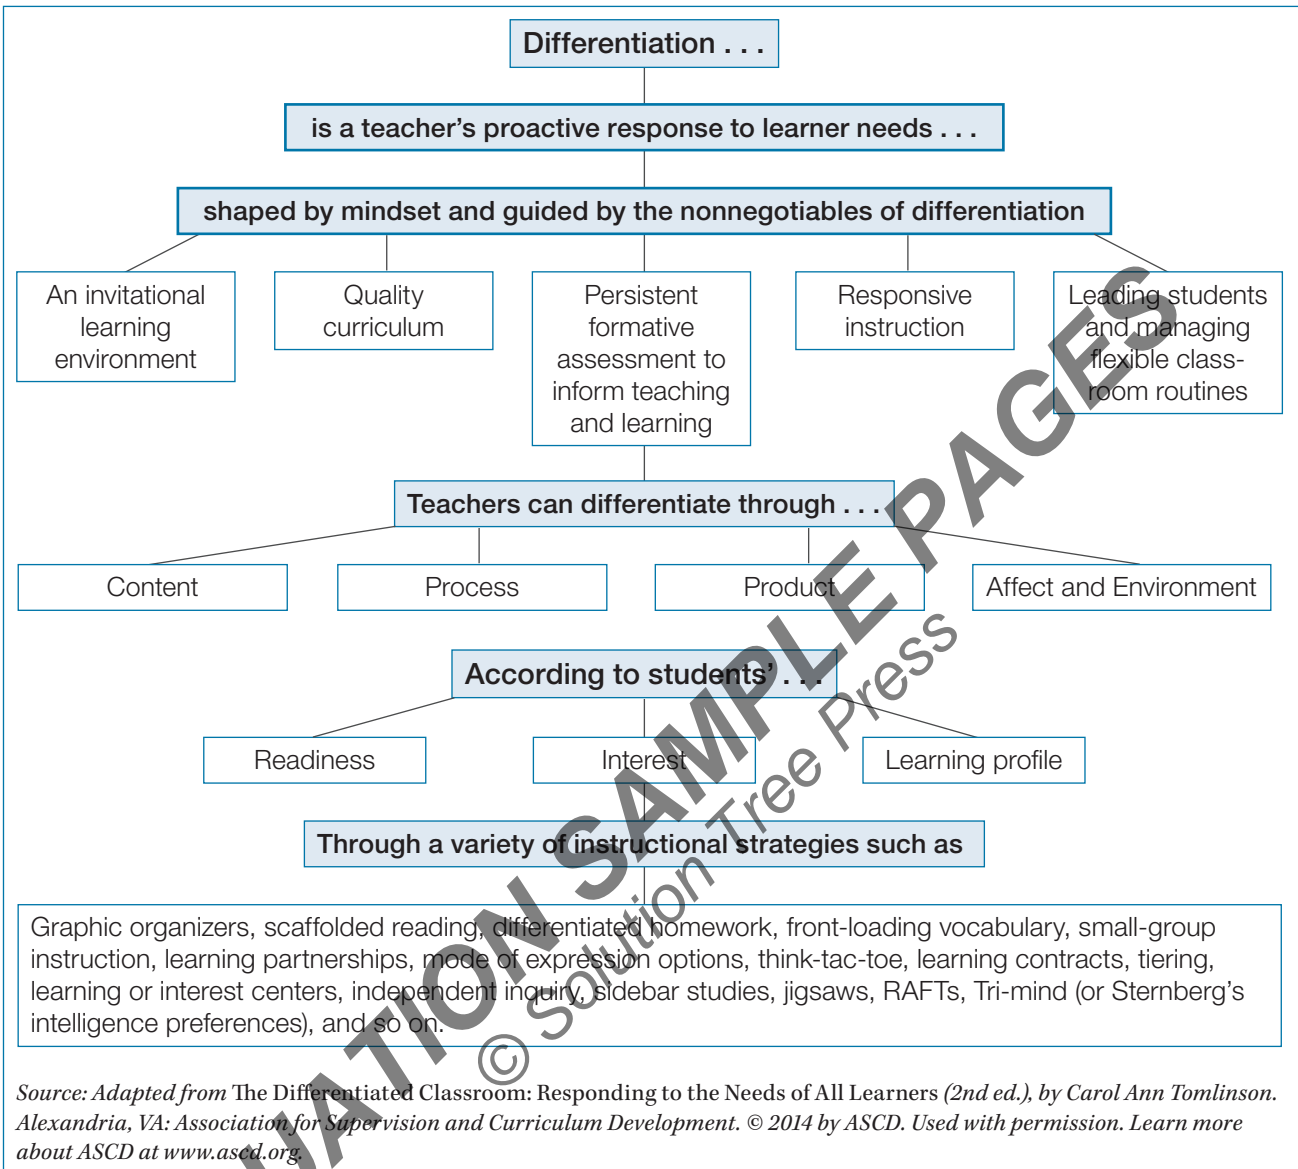 Differentiation . . .
is a teacher’s proactive response to learner needs . . .
shaped by mindset and guided by the nonnegotiables of differentiation
An invitational
learning
environment
Quality
curriculum
Persistent
formative
assessment to
inform teaching
and learning
Responsive
instruction
Leading students
and managing
flexible class-
room routines
Teachers can differentiate through . . .
Content
Process
Product
Affect and Environment
According to students’ . . .
Readiness
Interest
Learning profile
Through a variety of instructional strategies such as
Graphic organizers, scaffolded reading, differentiated homework, front-loading vocabulary, small-group
instruction, learning partnerships, mode of expression options, think-tac-toe, learning contracts, tiering,
learning or interest centers, independent inquiry, sidebar studies, jigsaws, RAFTs, Tri-mind (or Sternberg’s
intelligence preferences), and so on.
Source: Adapted from The Differentiated Classroom: Responding to the Needs of All Learners (2nd ed.), by Carol Ann Tomlinson.
Alexandria, VA: Association for Supervision and Curriculum Development. © 2014 by ASCD. Used with permission. Learn more
about ASCD at www.ascd.org.
UATION SAMPLE PAGES
© Solution Tree Press